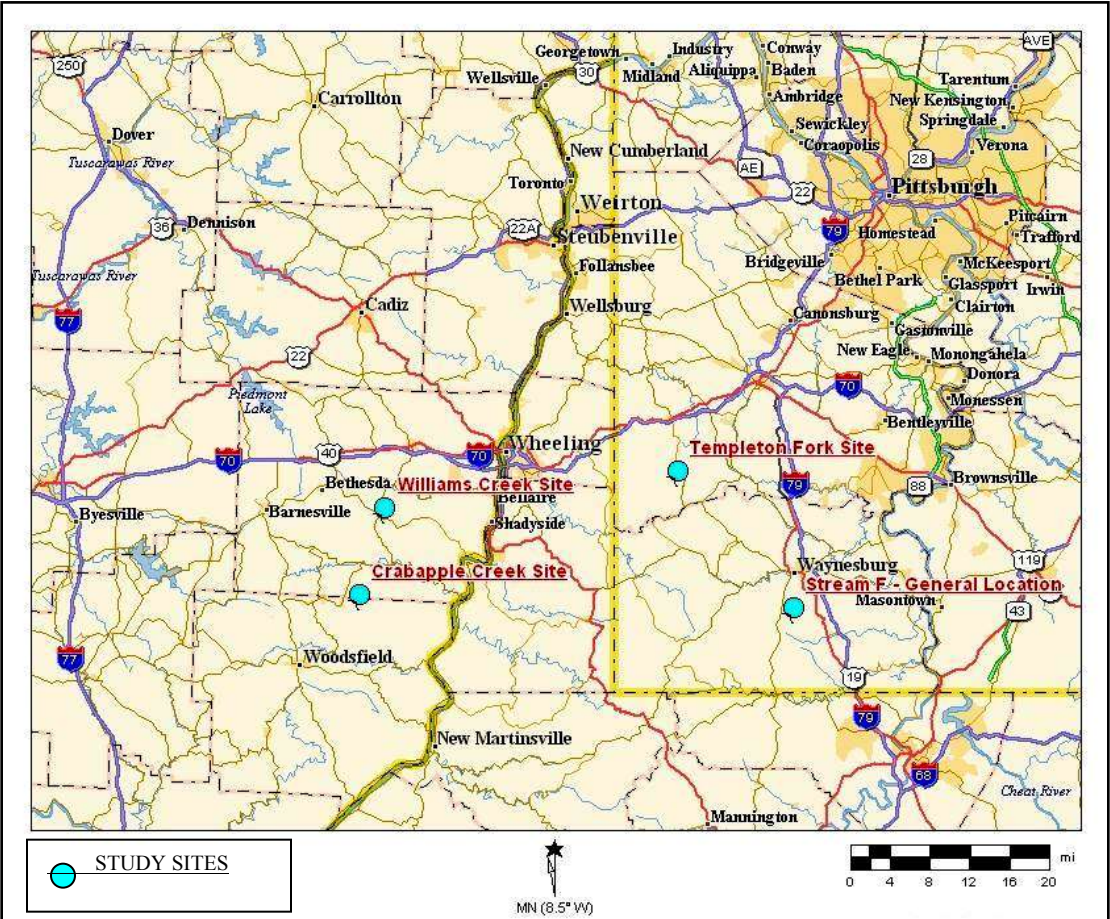 AVE
250
Georgetown
Industry
Conway
30
Wellsville
Midland
Aliquippa
Baden
Tarentum
Carrollton
Ambridge
New Kensington
Springdale
Dover
Sewickley
Coraopolis
Verona
Tuscarawas River
New Cumberland
28
AE
Toronto
22
Pittsburgh
Weirton
36
Dennison
22A
79
Homestead
Pitcairn
Trafford
Steubenville
Bridgeville
McKeesport
Tuscarawas River
Follansbee
Bethel Park
Glassport
Irwin
Cadiz
Wellsburg
Clairton
77
Canonsburg
Gastonville
22
New Eagle
Monongahela
Donora
70
Piedmont
Lake
Monessen
Bentleyville
Wheeling
70
40
70
Templeton Fork Site
79
88
Brownsville
Bethesda
Williams Creek Site
Bellaire
Byesville
Barnesville
Shadyside
119
Crabapple Creek Site
Waynesburg
Stream F - General Location
Masontown
43
77
Woodsfield
19
79
New Martinsville
68
Cheat River
Mannington
STUDY SITES
mi
0 4 8 12 16 20
MN (8.5° W)